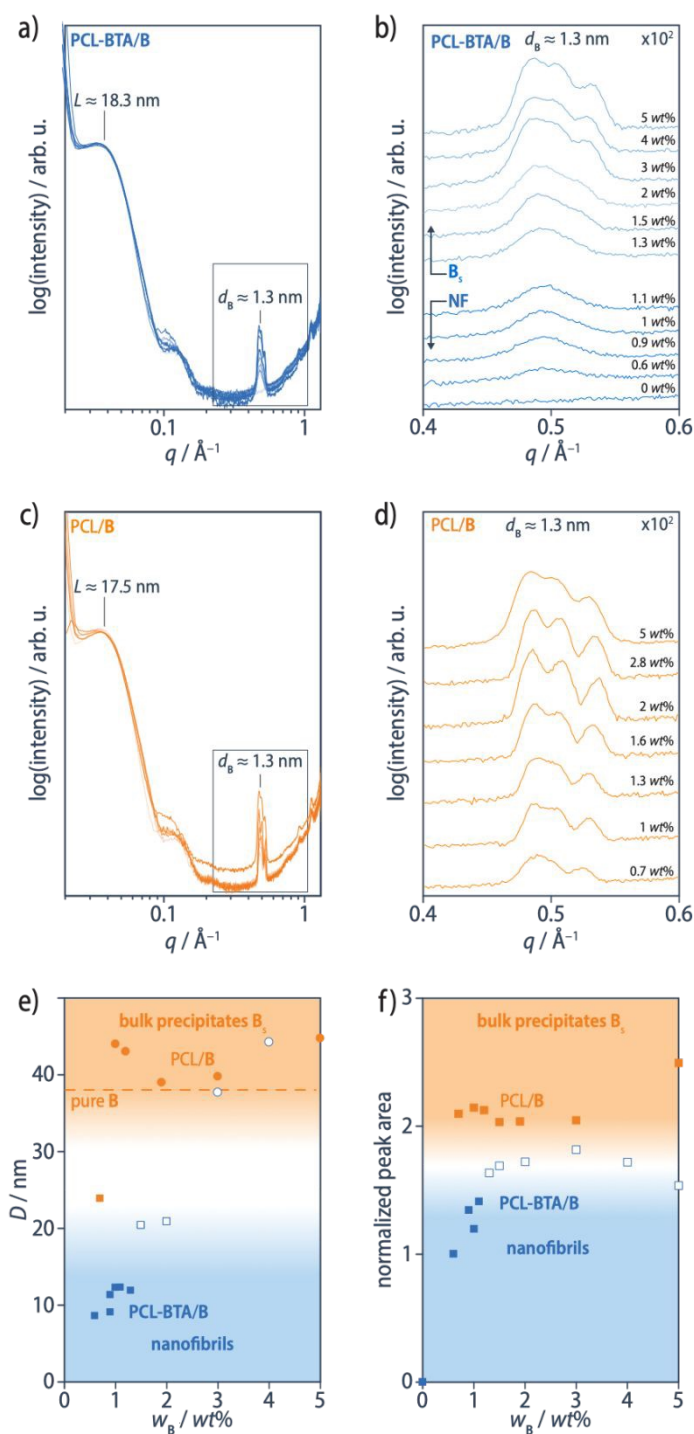 a)
PCL-BTA/B
L ≈ 18.3 nm
d_B ≈ 1.3 nm
log(intensity) / arb. u.
0.1
1
q / Å⁻¹
b)
PCL-BTA/B
d_B ≈ 1.3 nm
x10²
log(intensity) / arb. u.
5 wt%
4 wt%
3 wt%
2 wt%
1.5 wt%
1.3 wt%
B_s
NF
1.1 wt%
1 wt%
0.9 wt%
0.6 wt%
0 wt%
0.4
0.5
0.6
q / Å⁻¹
c)
PCL/B
L ≈ 17.5 nm
d_B ≈ 1.3 nm
log(intensity) / arb. u.
0.1
1
q / Å⁻¹
d)
PCL/B
d_B ≈ 1.3 nm
x10²
log(intensity) / arb. u.
5 wt%
2.8 wt%
2 wt%
1.6 wt%
1.3 wt%
1 wt%
0.7 wt%
0.4
0.5
0.6
q / Å⁻¹
e)
bulk precipitates B_s
PCL/B
pure B
PCL-BTA/B
nanofibrils
D / nm
40
30
20
10
0
0
1
2
3
4
5
w_B / wt%
f)
bulk precipitates B_s
PCL/B
PCL-BTA/B
nanofibrils
normalized peak area
3
2
1
0
0
1
2
3
4
5
w_B / wt%